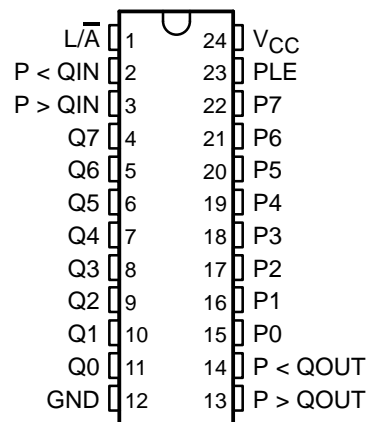 L/A̅ 1 24 VCC
P < QIN 2 23 PLE
P > QIN 3 22 P7
Q7 4 21 P6
Q6 5 20 P5
Q5 6 19 P4
Q4 7 18 P3
Q3 8 17 P2
Q2 9 16 P1
Q1 10 15 P0
Q0 11 14 P < QOUT
GND 12 13 P > QOUT